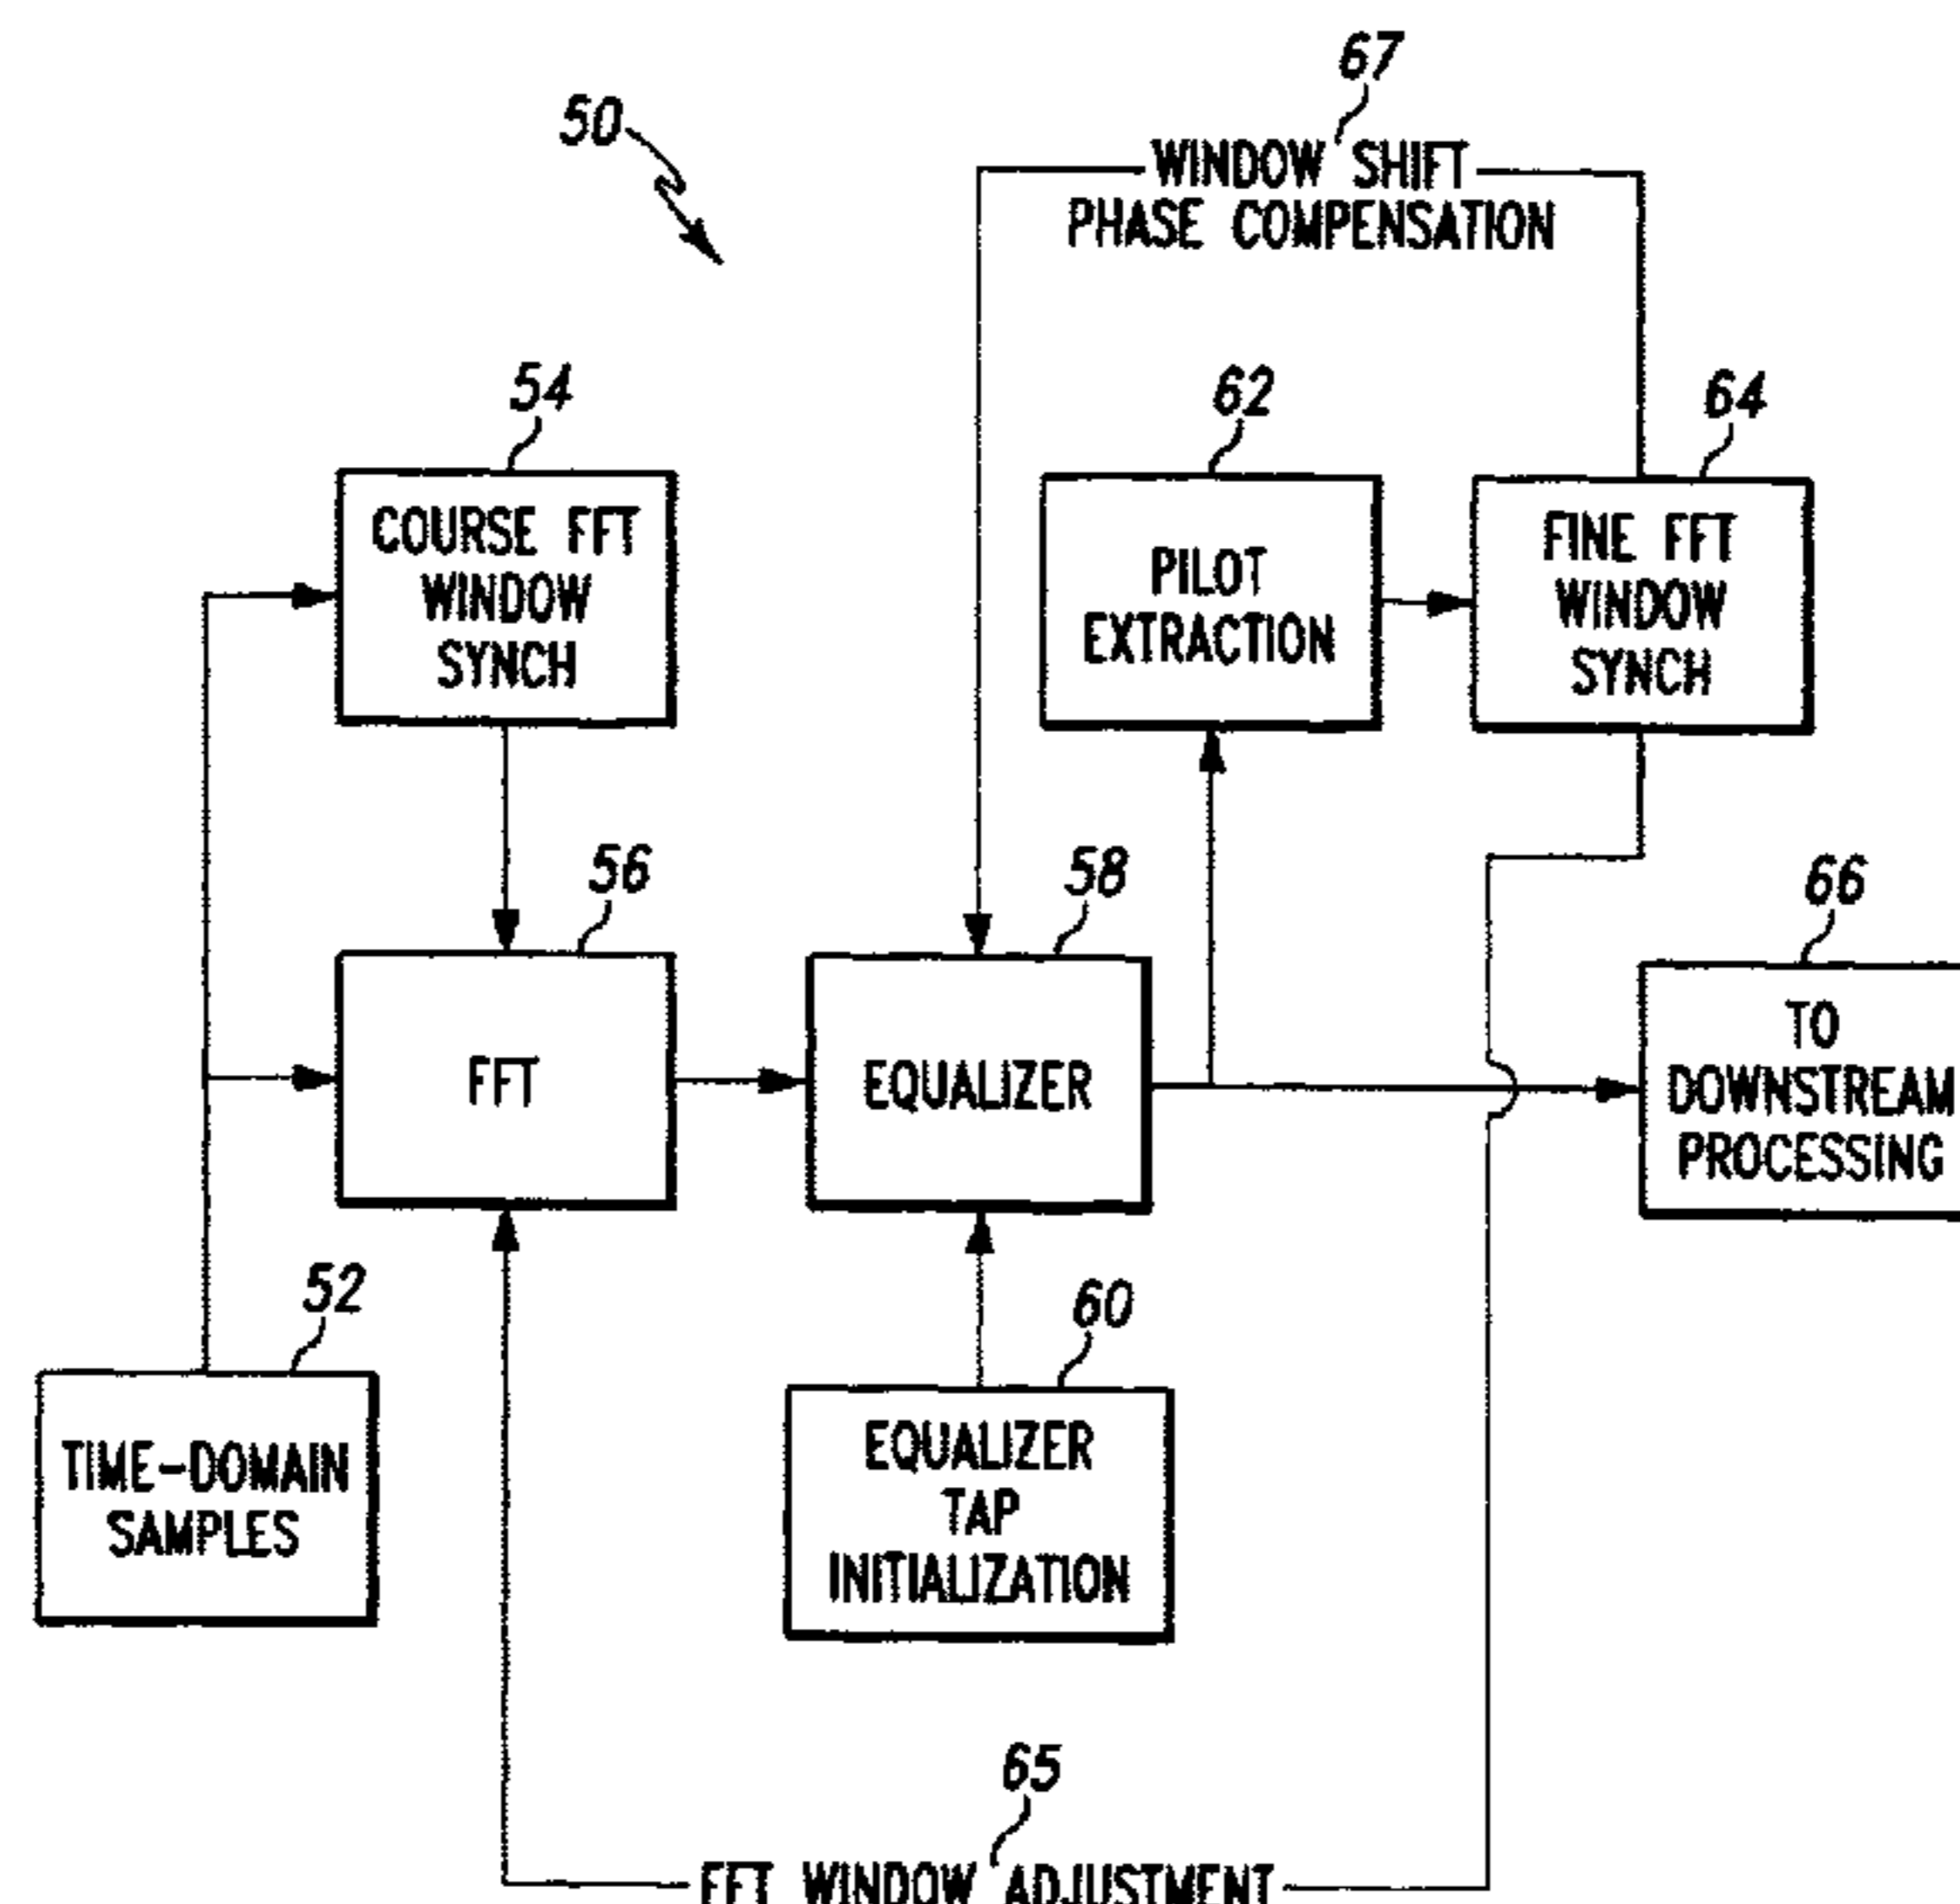 67
50
WINDOW SHIFT
PHASE COMPENSATION
54
COURSE FFT
WINDOW
SYNCH
62
PILOT
EXTRACTION
64
FINE FFT
WINDOW
SYNCH
56
FFT
58
EQUALIZER
66
TO
DOWNSTREAM
PROCESSING
52
TIME-DOMAIN
SAMPLES
60
EQUALIZER
TAP
INITIALIZATION
65
FFT WINDOW ADJUSTMENT